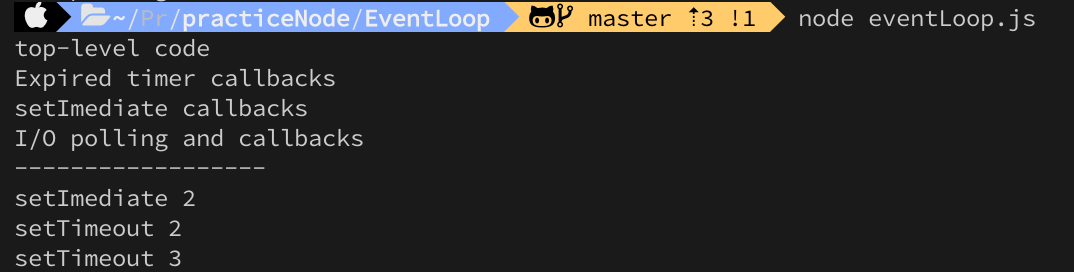 ~/Pr/practiceNode/EventLoop master ⇡3 !1 node eventLoop.js
top-level code
Expired timer callbacks
setImediate callbacks
I/O polling and callbacks
------------------
setImediate 2
setTimeout 2
setTimeout 3